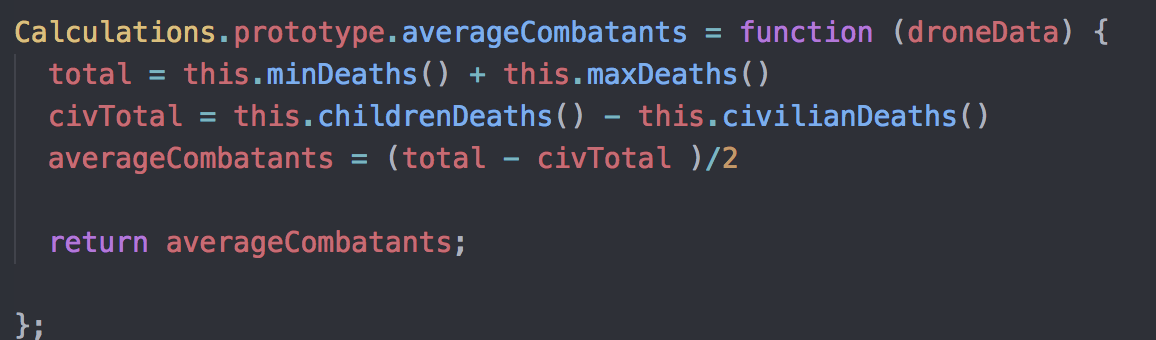 Calculations.prototype.averageCombatants = function (droneData) {
total = this.minDeaths() + this.maxDeaths()
civTotal = this.childrenDeaths() - this.civilianDeaths()
averageCombatants = (total - civTotal )/2
return averageCombatants;
};